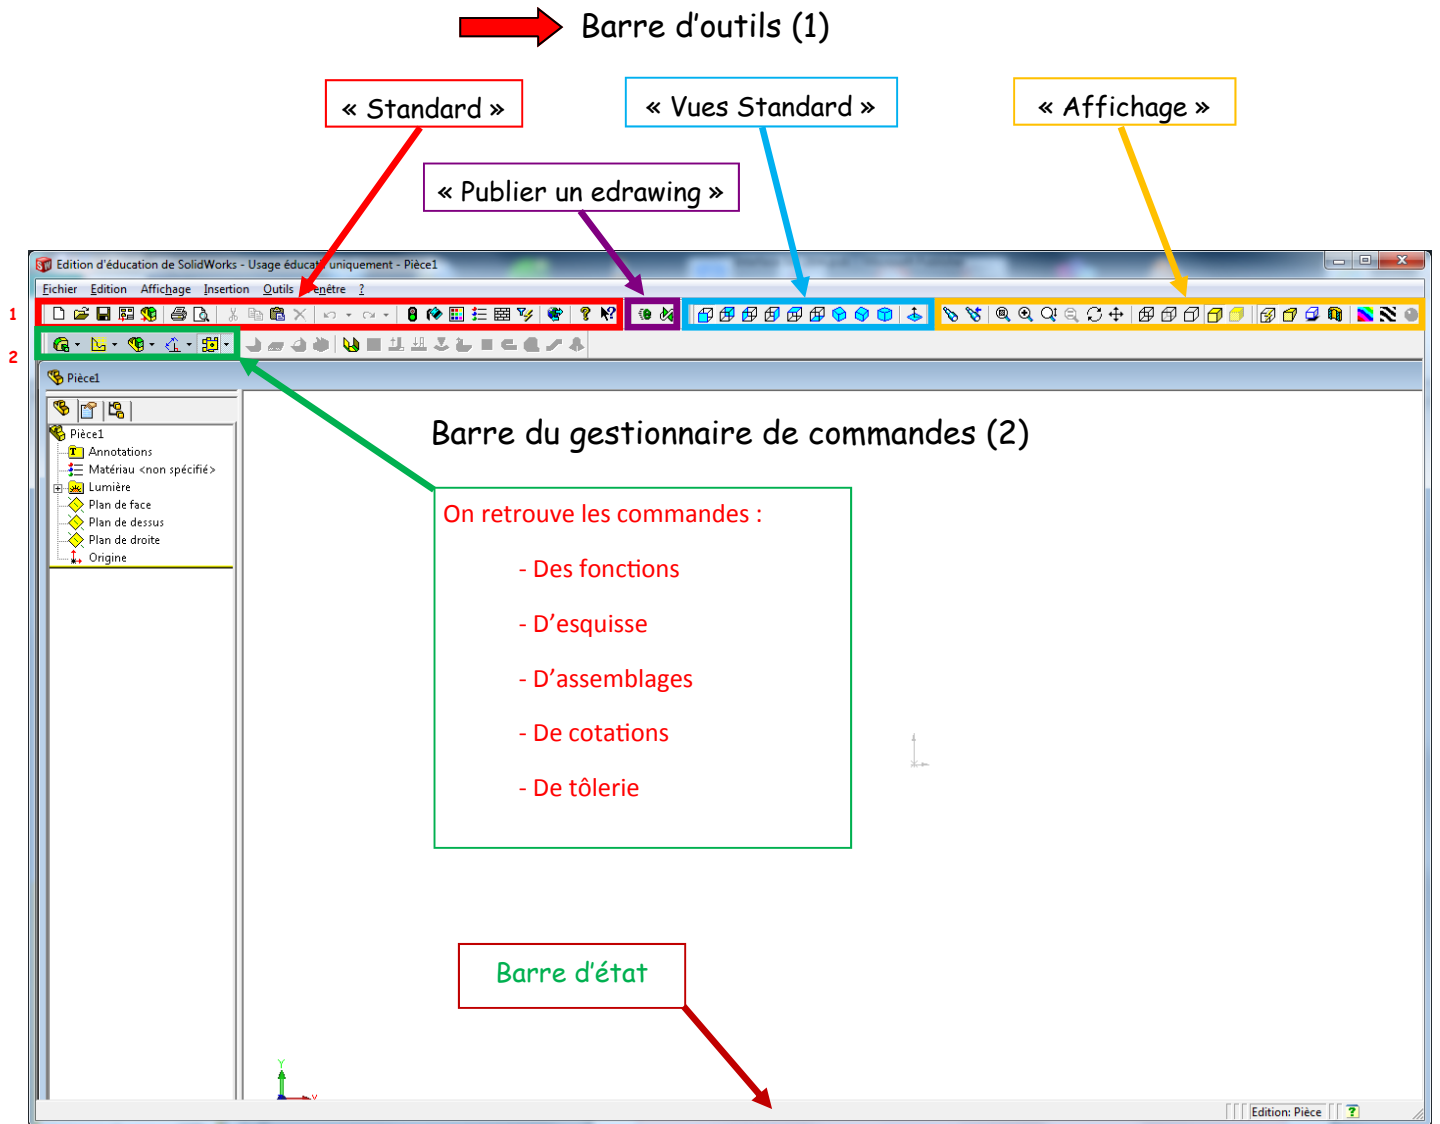 Barre d'outils (1)
« Standard »
« Vues Standard »
« Affichage »
« Publier un edrawing »
Edition d'éducation de SolidWorks - Usage éducatif uniquement - Pièce1
Fichier Edition Affichage Insertion Outils Fenêtre ?
1
2
Pièce1
Pièce1
Annotations
Matériau <non spécifié>
Lumière
Plan de face
Plan de dessus
Plan de droite
Origine
Barre du gestionnaire de commandes (2)
On retrouve les commandes :
- Des fonctions
- D'esquisse
- D'assemblages
- De cotations
- De tôlerie
Barre d'état
Y
X
Edition: Pièce